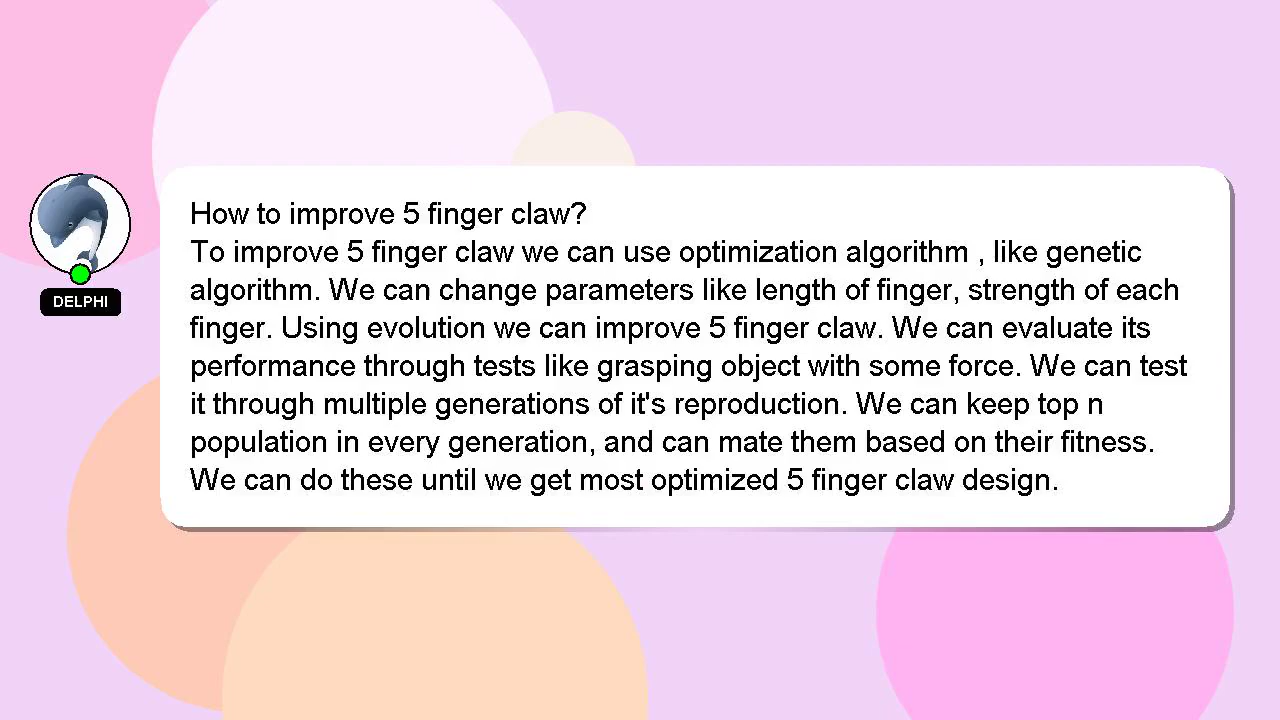 How to improve 5 finger claw?
To improve 5 finger claw we can use optimization algorithm , like genetic
algorithm. We can change parameters like length of finger, strength of each
finger. Using evolution we can improve 5 finger claw. We can evaluate its
performance through tests like grasping object with some force. We can test
it through multiple generations of it's reproduction. We can keep top n
population in every generation, and can mate them based on their fitness.
We can do these until we get most optimized 5 finger claw design.
DELPHI